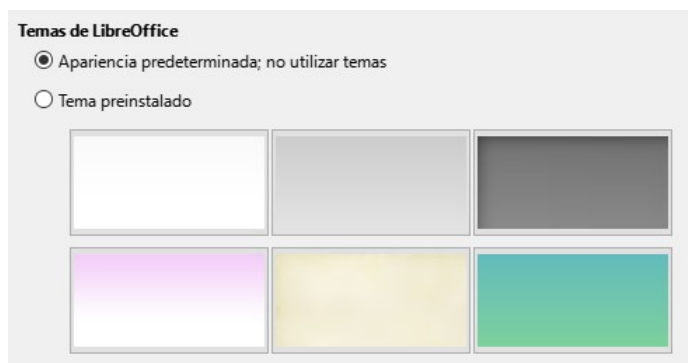 Temas de LibreOffice
Apariencia predeterminada; no utilizar temas
Tema preinstalado